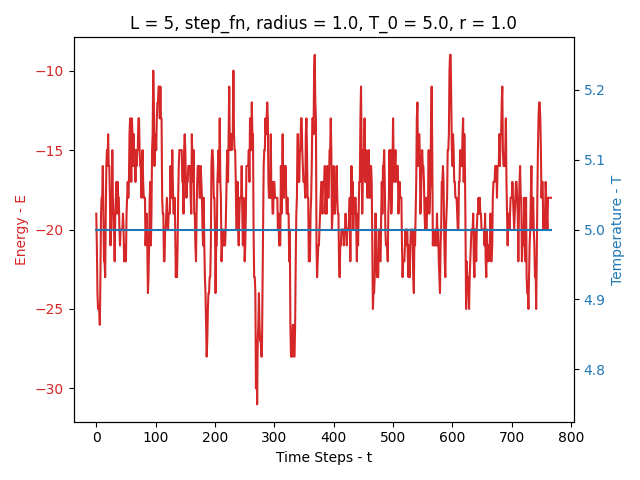 L = 5, step_fn, radius = 1.0, T_0 = 5.0, r = 1.0
Energy - E
−10
−15
−20
−25
−30
5.2
5.1
5.0
4.9
4.8
Temperature - T
0 100 200 300 400 500 600 700 800
Time Steps - t